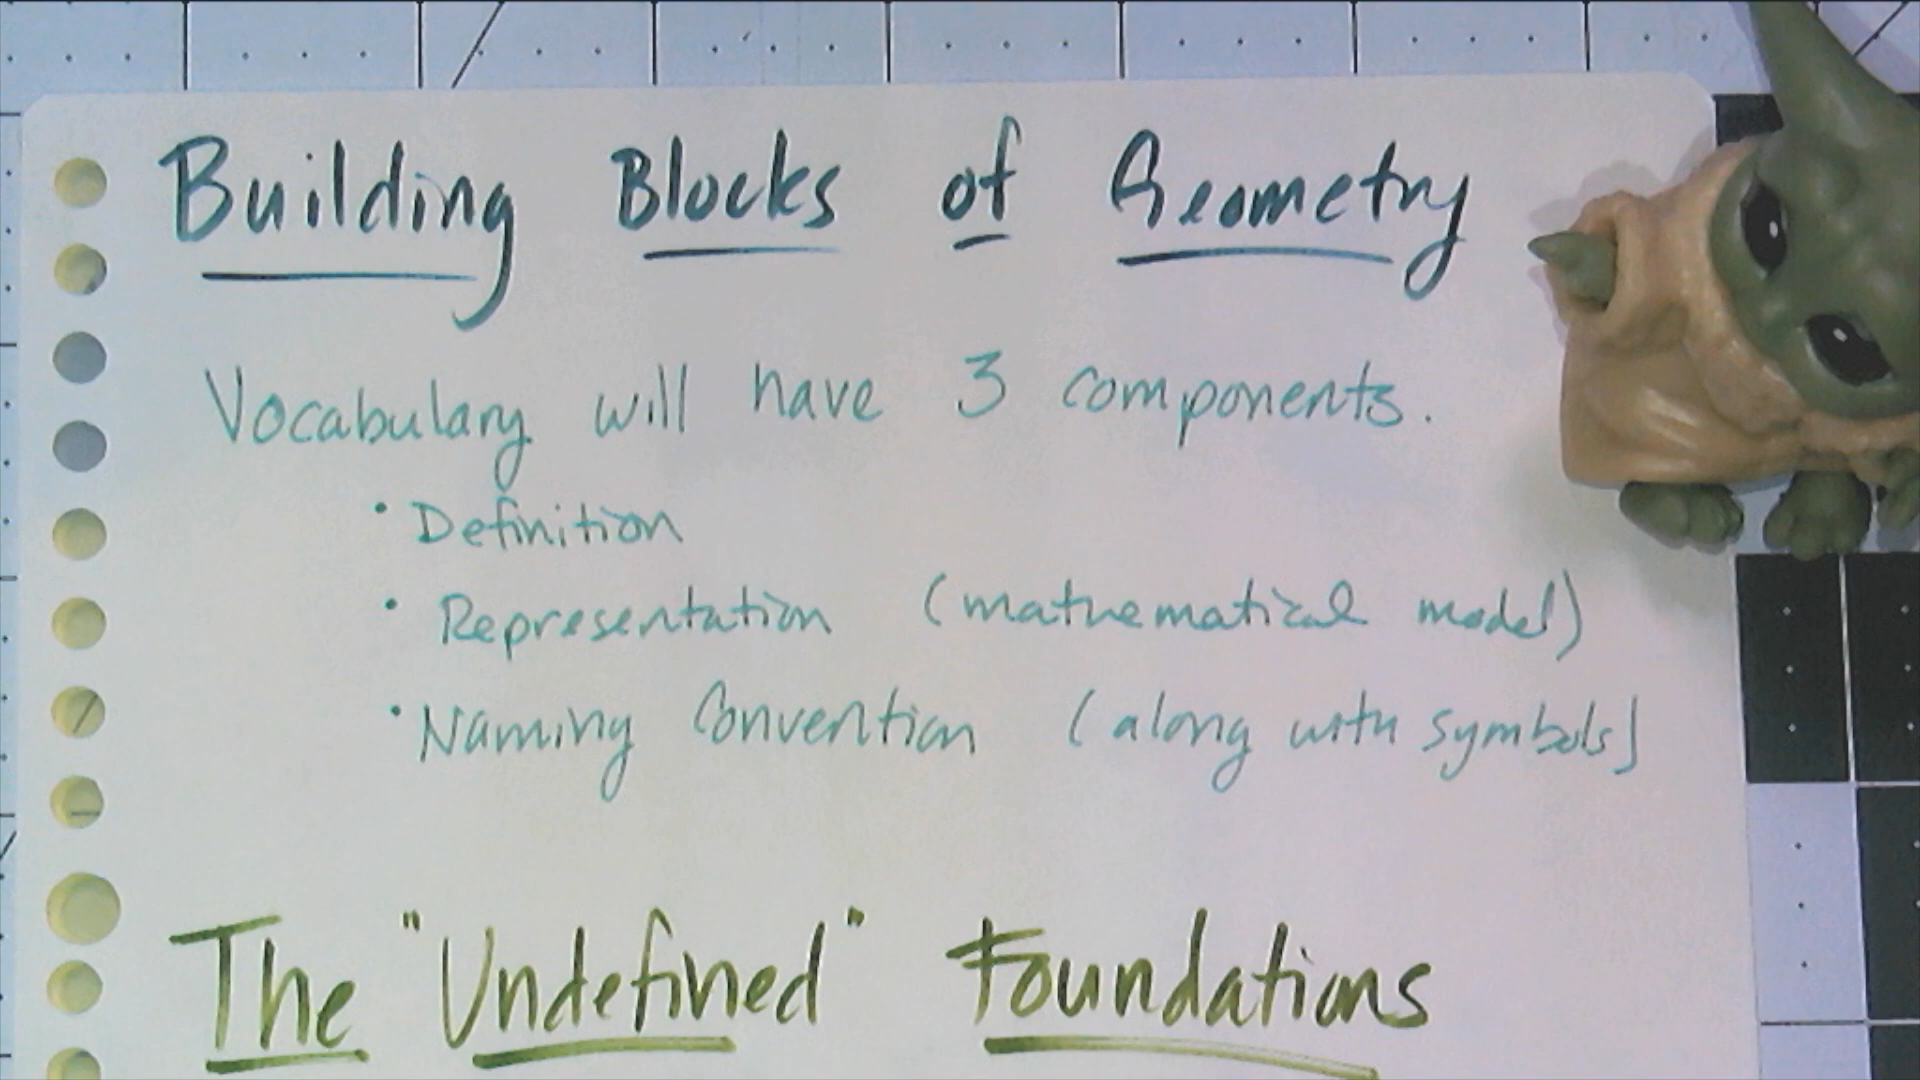 Building Blocks of Geometry
Vocabulary will have 3 components.
• Definition
• Representation (mathematical model)
• Naming Convention (along with symbols)
The "Undefined" Foundations